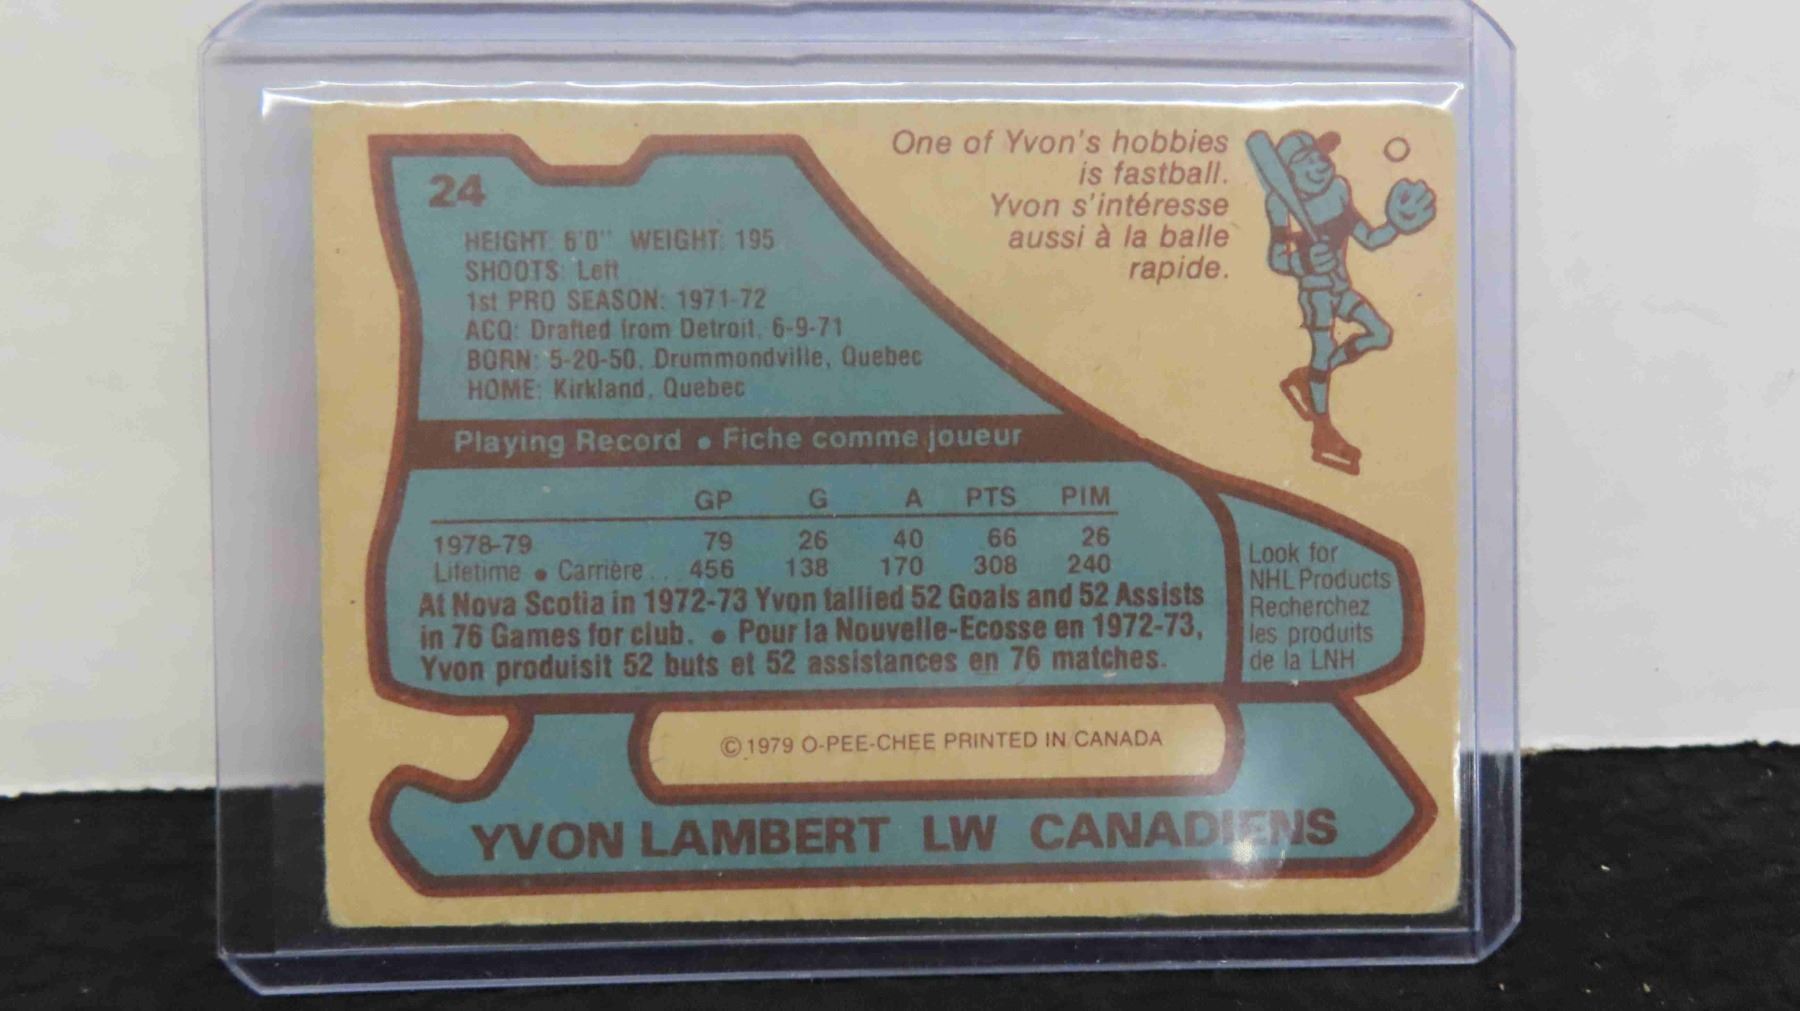 24
HEIGHT: 6'0" WEIGHT: 195
SHOOTS: Left
1st PRO SEASON: 1971-72
ACQ: Drafted from Detroit, 6-9-71
BORN: 5-20-50, Drummondville, Quebec
HOME: Kirkland, Quebec
One of Yvon's hobbies
is fastball.
Yvon s'intéresse
aussi à la balle
rapide.
Playing Record • Fiche comme joueur
GP G A PTS PIM
1978-79 79 26 40 66 26
Lifetime • Carrière... 456 138 170 308 240
At Nova Scotia in 1972-73 Yvon tallied 52 Goals and 52 Assists
in 76 Games for club. • Pour la Nouvelle-Ecosse en 1972-73,
Yvon produisit 52 buts et 52 assistances en 76 matches.
Look for
NHL Products
Recherchez
les produits
de la LNH
©1979 O-PEE-CHEE PRINTED IN CANADA
YVON LAMBERT LW CANADIENS